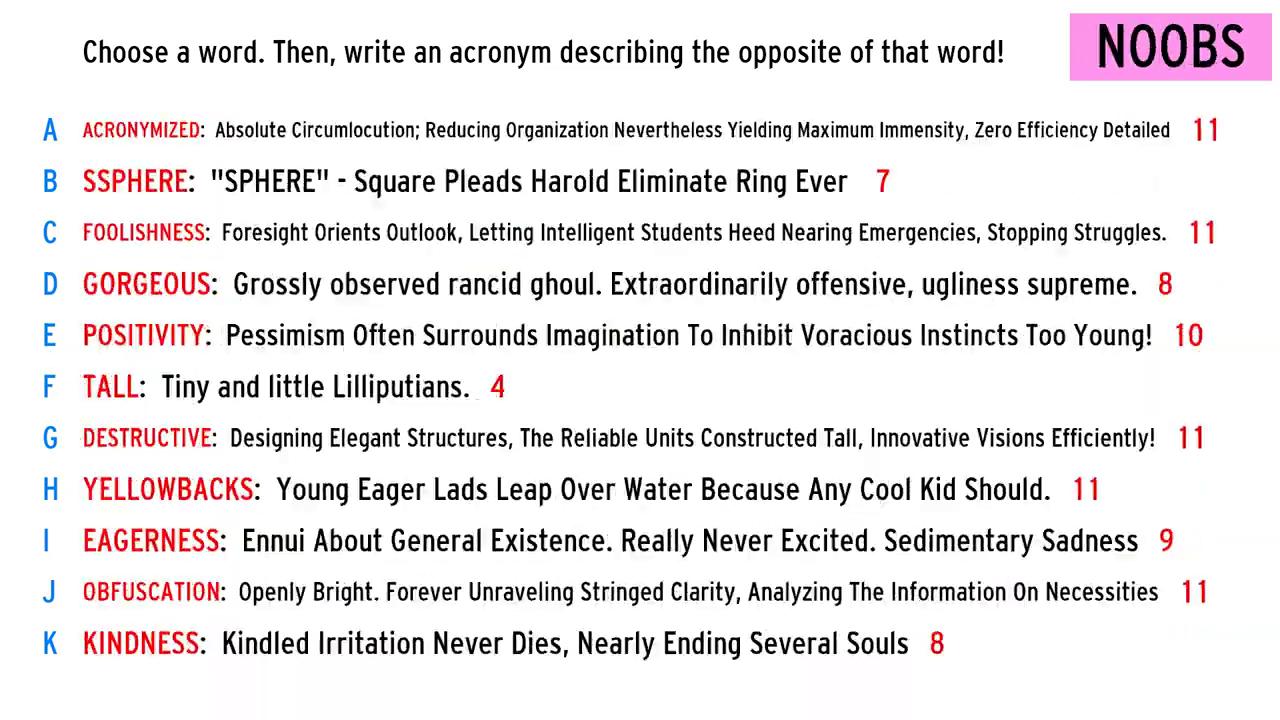 Choose a word. Then, write an acronym describing the opposite of that word!
NOOBS
A ACRONYMIZED: Absolute Circumlocution; Reducing Organization Nevertheless Yielding Maximum Immensity, Zero Efficiency Detailed 11
B SSPHERE: "SPHERE" - Square Pleads Harold Eliminate Ring Ever 7
C FOOLISHNESS: Foresight Orients Outlook, Letting Intelligent Students Heed Nearing Emergencies, Stopping Struggles. 11
D GORGEOUS: Grossly observed rancid ghoul. Extraordinarily offensive, ugliness supreme. 8
E POSITIVITY: Pessimism Often Surrounds Imagination To Inhibit Voracious Instincts Too Young! 10
F TALL: Tiny and little Lilliputians. 4
G DESTRUCTIVE: Designing Elegant Structures, The Reliable Units Constructed Tall, Innovative Visions Efficiently! 11
H YELLOWBACKS: Young Eager Lads Leap Over Water Because Any Cool Kid Should. 11
I EAGERNESS: Ennui About General Existence. Really Never Excited. Sedimentary Sadness 9
J OBFUSCATION: Openly Bright. Forever Unraveling Stringed Clarity, Analyzing The Information On Necessities 11
K KINDNESS: Kindled Irritation Never Dies, Nearly Ending Several Souls 8